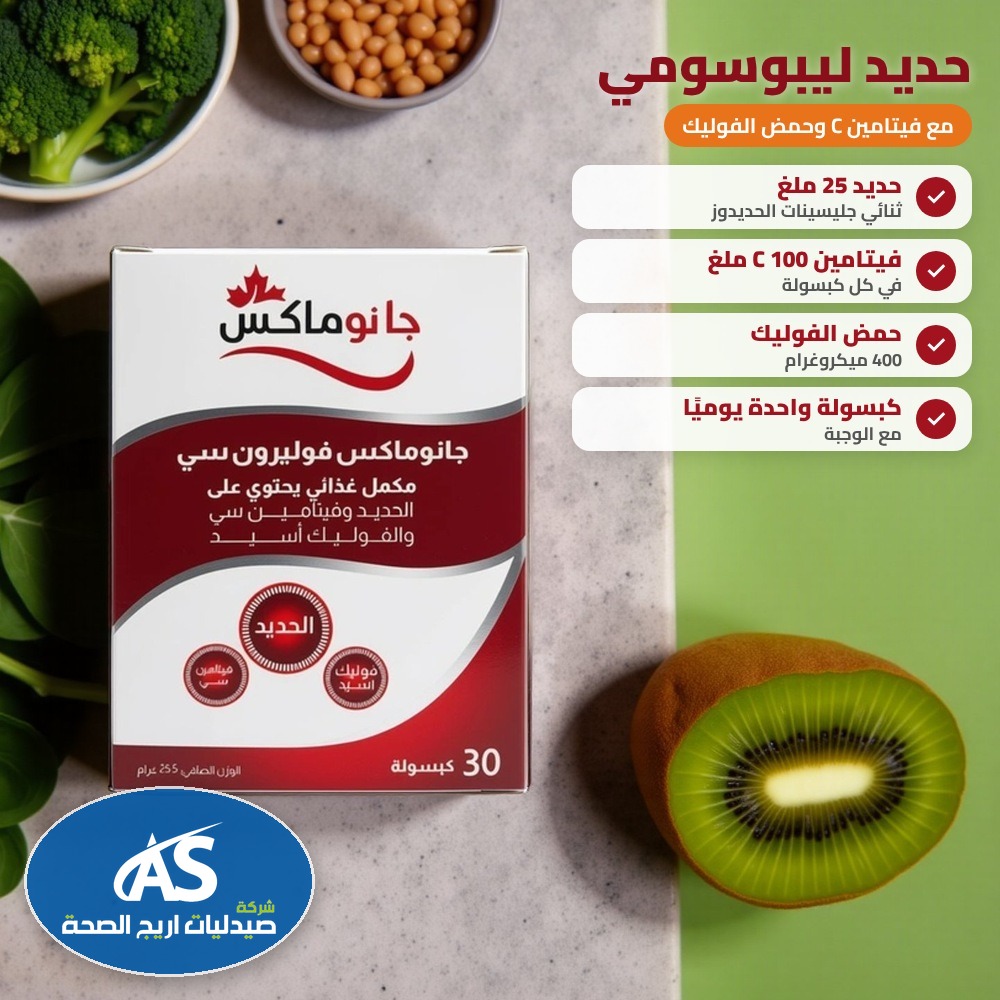 حديد ليبوسومي
مع فيتامين C وحمض الفوليك
حديد 25 ملغ
ثنائي جليسينات الحديدوز
فيتامين C 100 ملغ
في كل كبسولة
حمض الفوليك
400 ميكروغرام
كبسولة واحدة يوميًا
مع الوجبة
جانوماكس
جانوماكس فوليرون سي
مكمل غذائي يحتوي على
الحديد وفيتامين سي
والفوليك أسيد
الحديد
فيتامين سي
فوليك أسيد
30 كبسولة
الوزن الصافي: 25.5 غرام
AS
شركة
صيدليات اريج الصحة